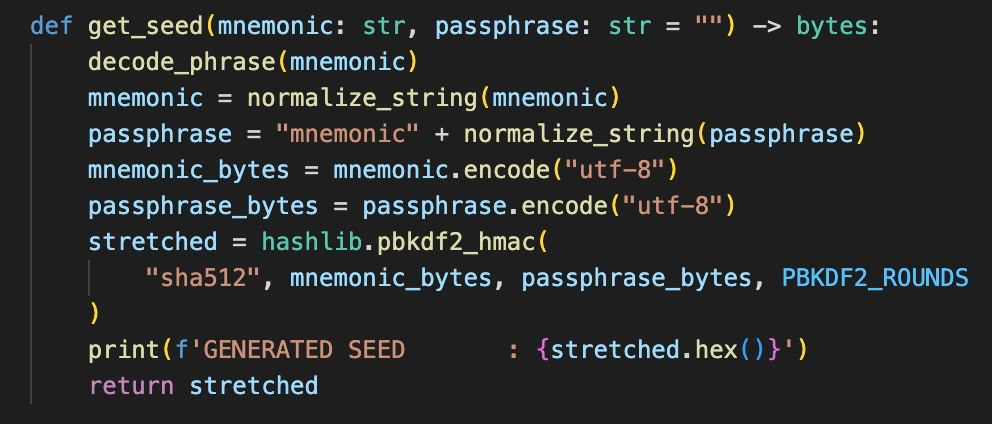 def get_seed(mnemonic: str, passphrase: str = "") -> bytes:
    decode_phrase(mnemonic)
    mnemonic = normalize_string(mnemonic)
    passphrase = "mnemonic" + normalize_string(passphrase)
    mnemonic_bytes = mnemonic.encode("utf-8")
    passphrase_bytes = passphrase.encode("utf-8")
    stretched = hashlib.pbkdf2_hmac(
        "sha512", mnemonic_bytes, passphrase_bytes, PBKDF2_ROUNDS
    )
    print(f'GENERATED SEED       : {stretched.hex()}')
    return stretched